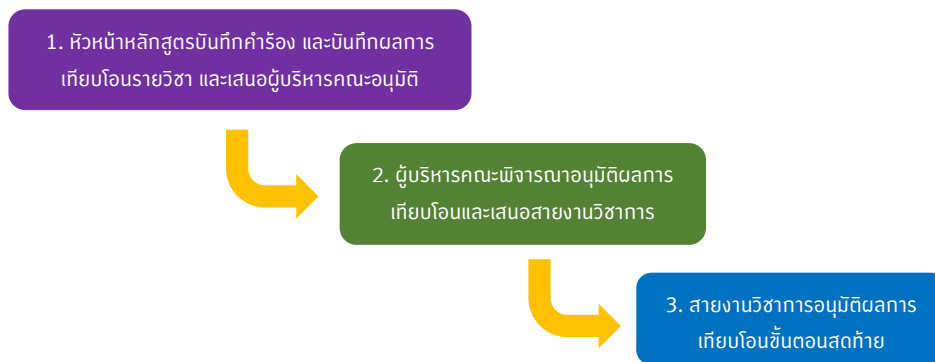 1. หัวหน้าหลักสูตรบันทึกคำร้อง และบันทึกผลการ
เทียบโอนรายวิชา และเสนอผู้บริหารคณะอนุมัติ
2. ผู้บริหารคณะพิจารณาอนุมัติผลการ
เทียบโอนและเสนอสายงานวิชาการ
3. สายงานวิชาการอนุมัติผลการ
เทียบโอนขั้นตอนสดท้าย